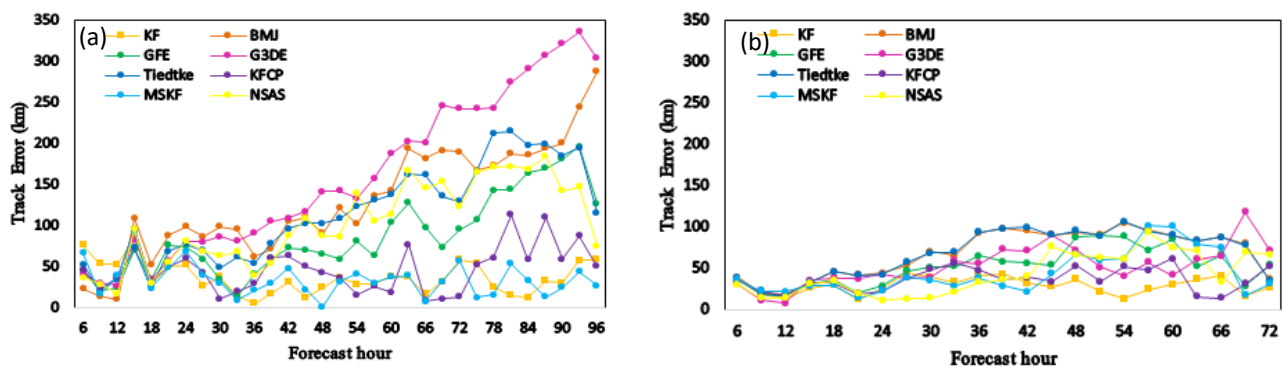 (a)
KF BMJ
GFE G3DE
Tiedtke KFCP
MSKF NSAS
Track Error (km)
350
300
250
200
150
100
50
0
6 12 18 24 30 36 42 48 54 60 66 72 78 84 90 96
Forecast hour
(b)
KF BMJ
GFE G3DE
Tiedtke KFCP
MSKF NSAS
Track Error (km)
350
300
250
200
150
100
50
0
6 12 18 24 30 36 42 48 54 60 66 72
Forecast hour